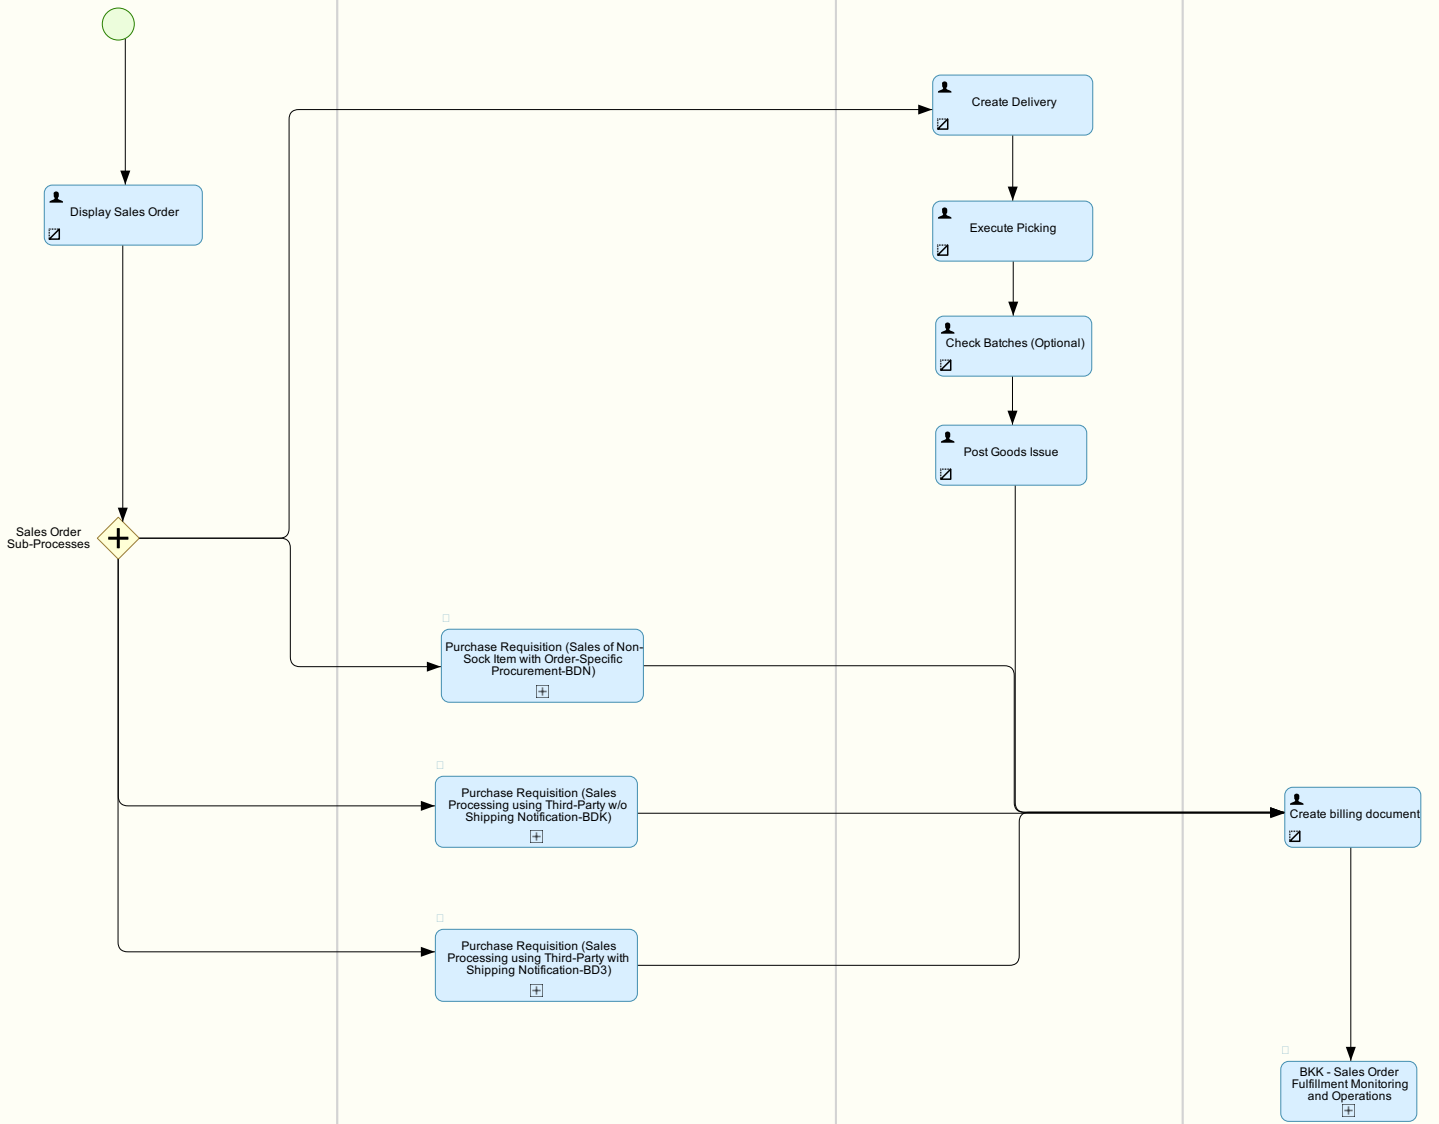 Create Delivery
Display Sales Order
Execute Picking
Check Batches (Optional)
Post Goods Issue
Sales Order
Sub-Processes
Purchase Requisition (Sales of Non-
Sock Item with Order-Specific
Procurement-BDN)
Purchase Requisition (Sales
Processing using Third-Party w/o
Shipping Notification-BDK)
Create billing document
Purchase Requisition (Sales
Processing using Third-Party with
Shipping Notification-BD3)
BKK - Sales Order
Fulfillment Monitoring
and Operations